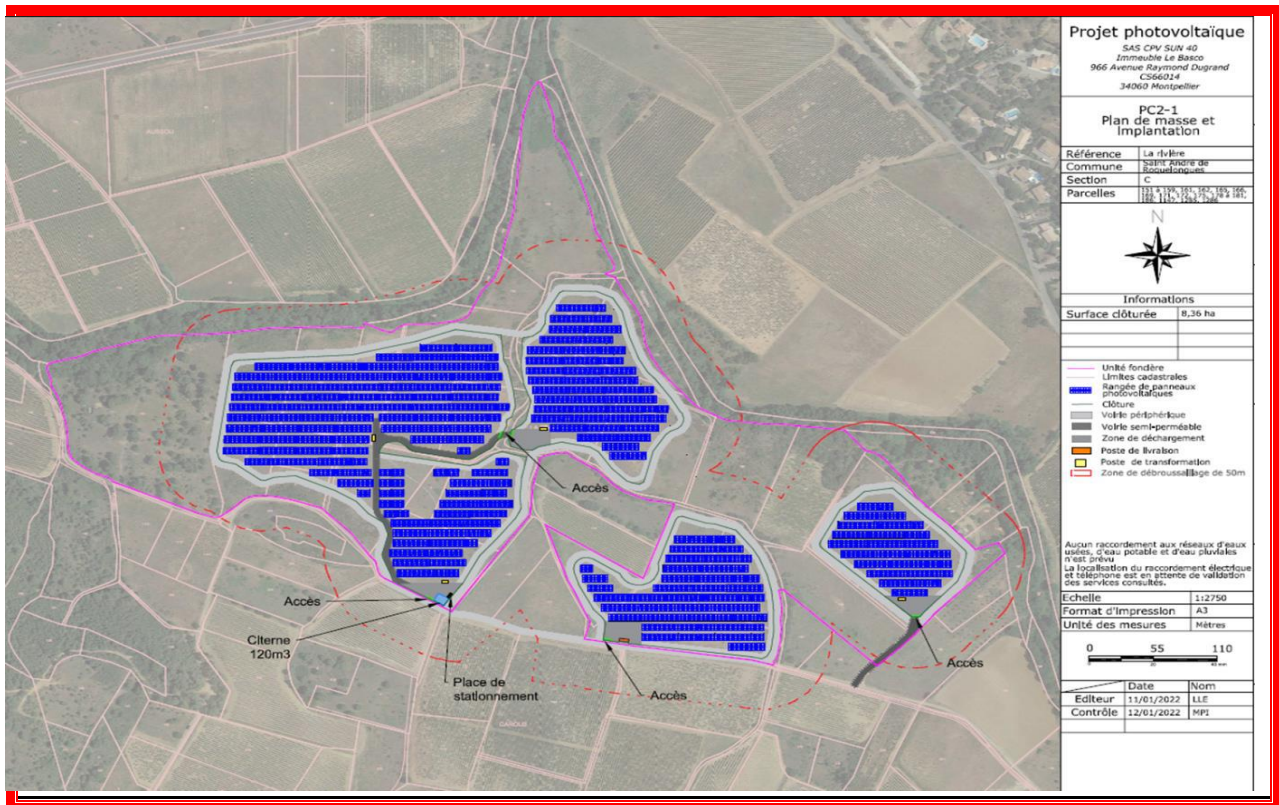 Projet photovoltaïque
SAS CPV SUN 40
Immeuble Le Basco
966 Avenue Raymond Dugrand
CS66014
34060 Montpellier
PC2-1
Plan de masse et
Implantation
Référence La rivière
Commune Saint André de
Roquelongues
Section C
Parcelles 151 à 159, 161, 162, 165, 166,
N
Informations
Surface clôturée 8,36 ha
Unité foncière
Limites cadastrales
Rangée de panneaux
photovoltaïques
Clôture
Voirie périphérique
Voirie semi-perméable
Zone de déchargement
Poste de livraison
Poste de transformation
Zone de débroussaillage de 50m
Aucun raccordement aux réseaux d'eaux
usées, d'eau potable et d'eau pluviales
n'est prévu
La localisation du raccordement électrique
et téléphone est en attente de validation
des services consultés.
Echelle 1:2750
Format d'impression A3
Unité des mesures Mètres
0 55 110
Date Nom
Editeur 11/01/2022 LLE
Contrôle 12/01/2022 MPI
Accès
Accès
Citerne
120m3
Place de
stationnement
Accès
Accès